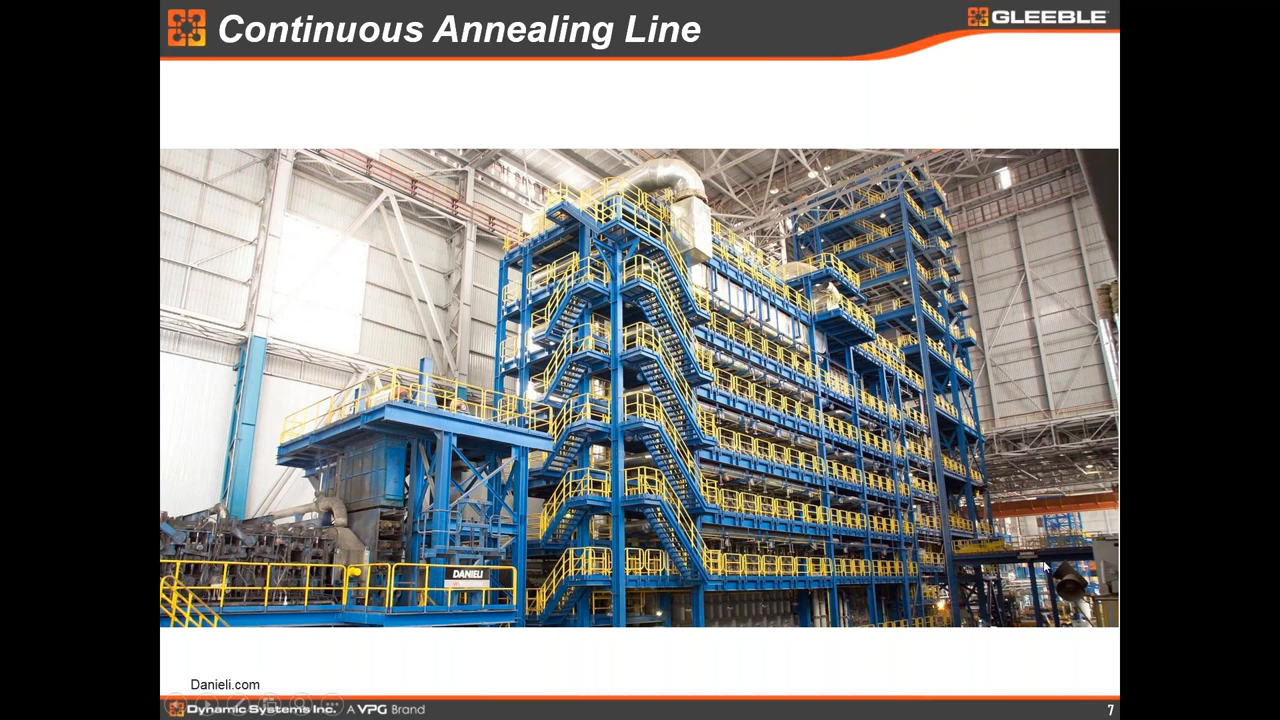 Continuous Annealing Line
GLEEBLE
DANIELI
Danieli.com
Dynamic Systems Inc. A VPG Brand
7